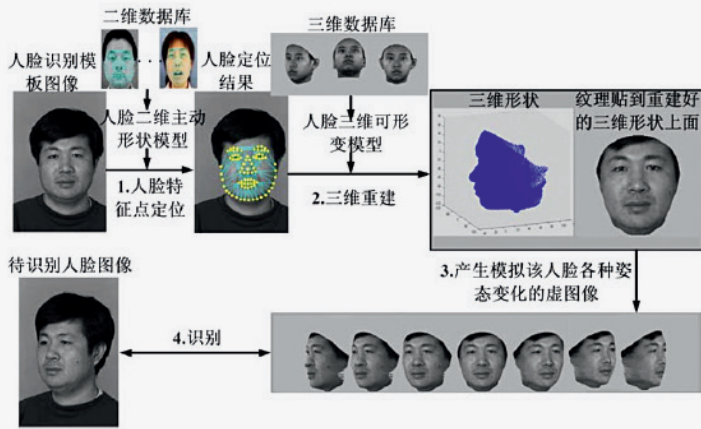 二维数据库
三维数据库
人脸识别模
板图像
人脸定位
结果
人脸二维主动
形状模型
人脸三维可形
变模型
1.人脸特
征点定位
2.三维重建
三维形状
纹理贴到重建好
的三维形状上面
3.产生模拟该人脸各种姿
态变化的虚图像
待识别人脸图像
4.识别